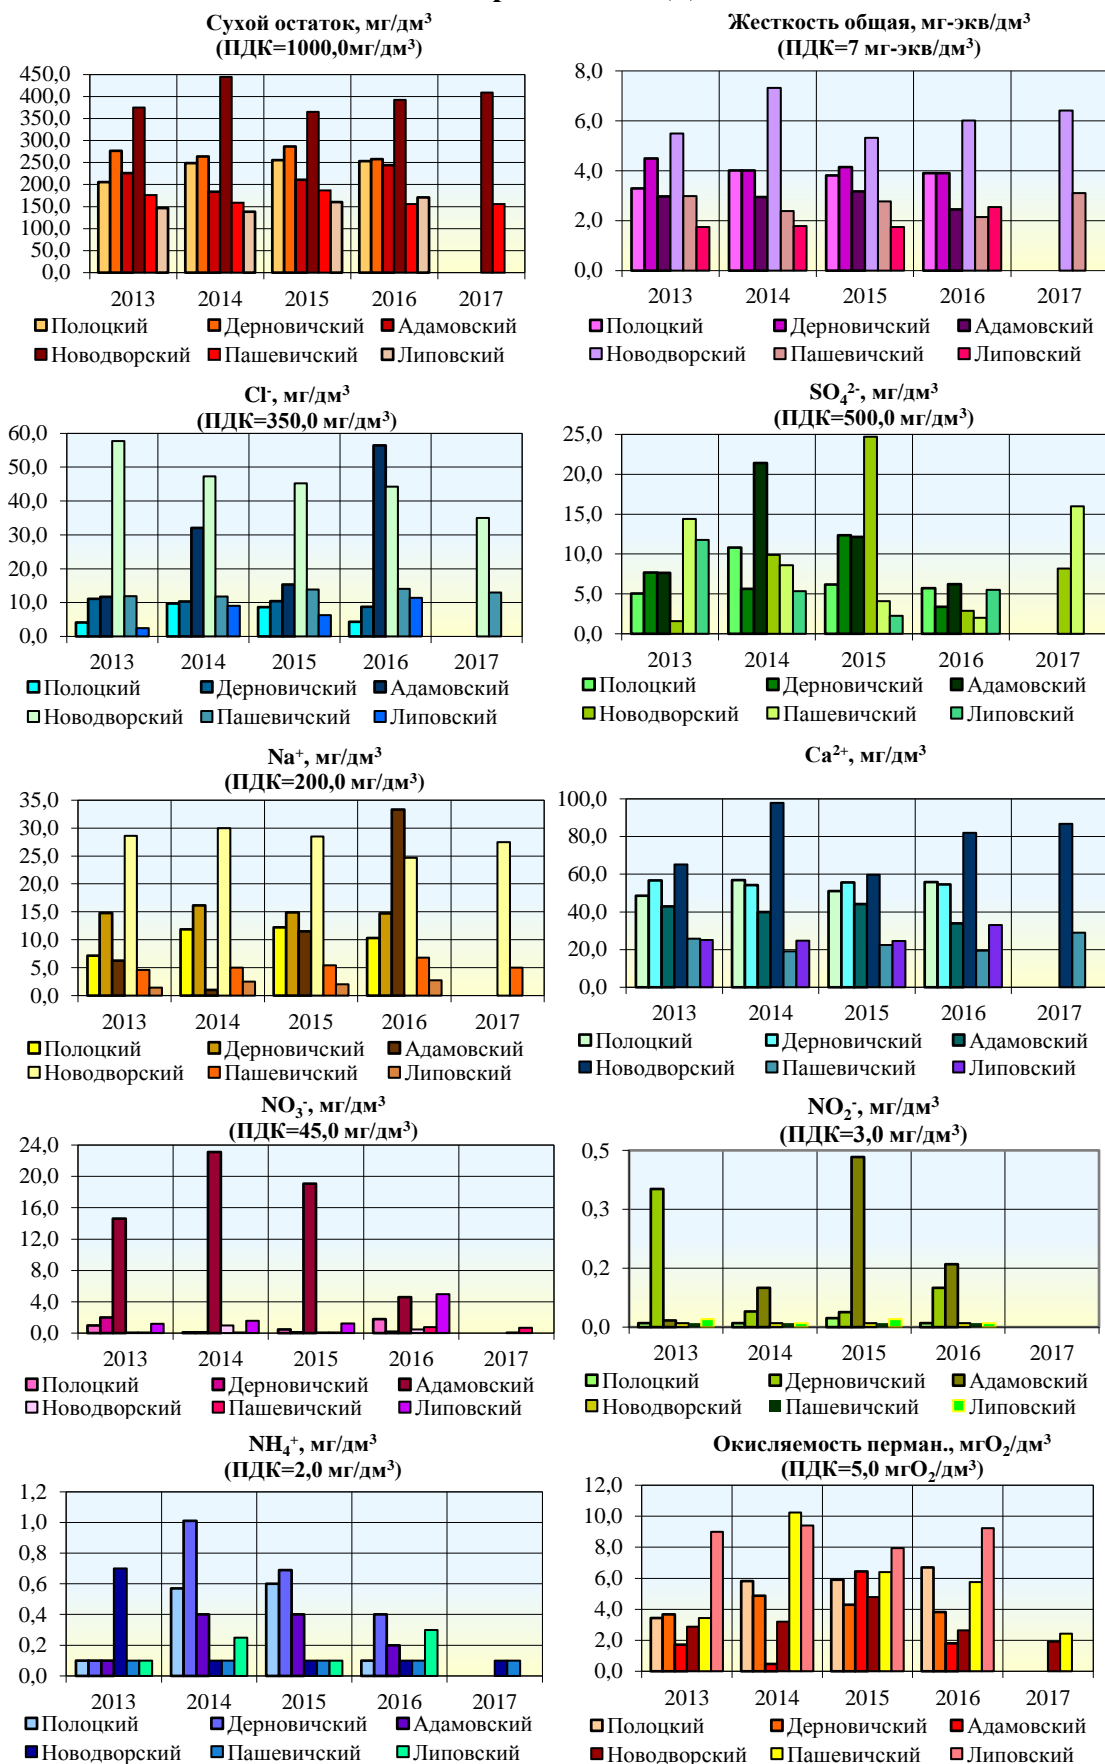 Сухой остаток, мг/дм³
(ПДК=1000,0мг/дм³)
450,0
400,0
350,0
300,0
250,0
200,0
150,0
100,0
50,0
0,0
2013 2014 2015 2016 2017
Полоцкий Дерновичский Адамовский
Новодворский Пашевичский Липовский
Жесткость общая, мг-экв/дм³
(ПДК=7 мг-экв/дм³)
8,0
6,0
4,0
2,0
0,0
2013 2014 2015 2016 2017
Полоцкий Дерновичский Адамовский
Новодворский Пашевичский Липовский
Cl⁻, мг/дм³
(ПДК=350,0 мг/дм³)
60,0
50,0
40,0
30,0
20,0
10,0
0,0
2013 2014 2015 2016 2017
Полоцкий Дерновичский Адамовский
Новодворский Пашевичский Липовский
SO₄²⁻, мг/дм³
(ПДК=500,0 мг/дм³)
25,0
20,0
15,0
10,0
5,0
0,0
2013 2014 2015 2016 2017
Полоцкий Дерновичский Адамовский
Новодворский Пашевичский Липовский
Na⁺, мг/дм³
(ПДК=200,0 мг/дм³)
35,0
30,0
25,0
20,0
15,0
10,0
5,0
0,0
2013 2014 2015 2016 2017
Полоцкий Дерновичский Адамовский
Новодворский Пашевичский Липовский
Ca²⁺, мг/дм³
100,0
80,0
60,0
40,0
20,0
0,0
2013 2014 2015 2016 2017
Полоцкий Дерновичский Адамовский
Новодворский Пашевичский Липовский
NO₃⁻, мг/дм³
(ПДК=45,0 мг/дм³)
24,0
20,0
16,0
12,0
8,0
4,0
0,0
2013 2014 2015 2016 2017
Полоцкий Дерновичский Адамовский
Новодворский Пашевичский Липовский
NO₂⁻, мг/дм³
(ПДК=3,0 мг/дм³)
0,5
0,3
0,2
0,0
2013 2014 2015 2016 2017
Полоцкий Дерновичский Адамовский
Новодворский Пашевичский Липовский
NH₄⁺, мг/дм³
(ПДК=2,0 мг/дм³)
1,2
1,0
0,8
0,6
0,4
0,2
0,0
2013 2014 2015 2016 2017
Полоцкий Дерновичский Адамовский
Новодворский Пашевичский Липовский
Окисляемость перман., мгO₂/дм³
(ПДК=5,0 мгO₂/дм³)
12,0
10,0
8,0
6,0
4,0
2,0
0,0
2013 2014 2015 2016 2017
Полоцкий Дерновичский Адамовский
Новодворский Пашевичский Липовский